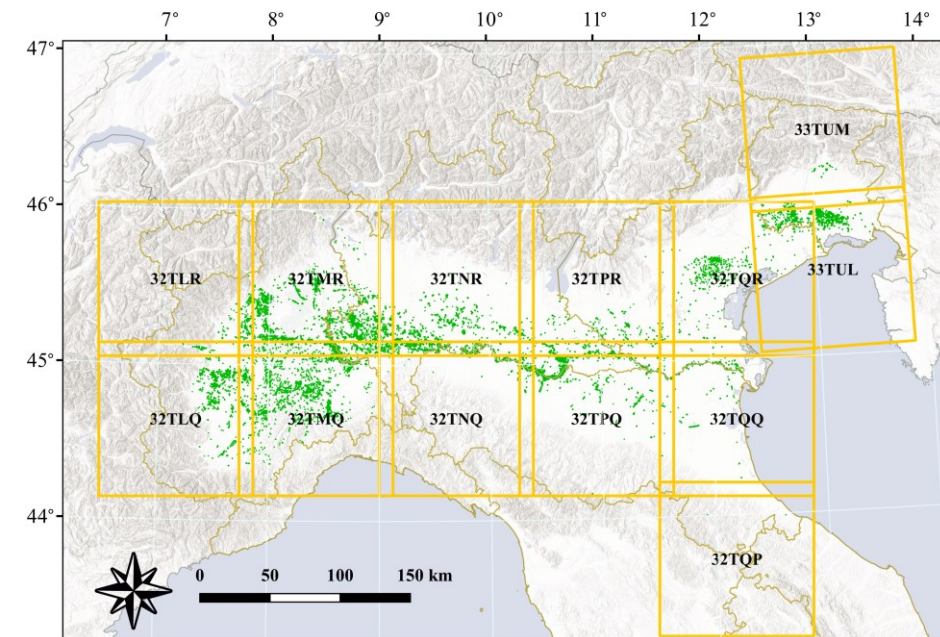 7° 8° 9° 10° 11° 12° 13° 14°
47°
33TUM
46°
32TLR 32TMR 32TNR 32TPR 32TQR 33TUL
45°
32TLQ 32TMQ 32TNQ 32TPQ 32TQQ
44°
32TQP
0 50 100 150 km